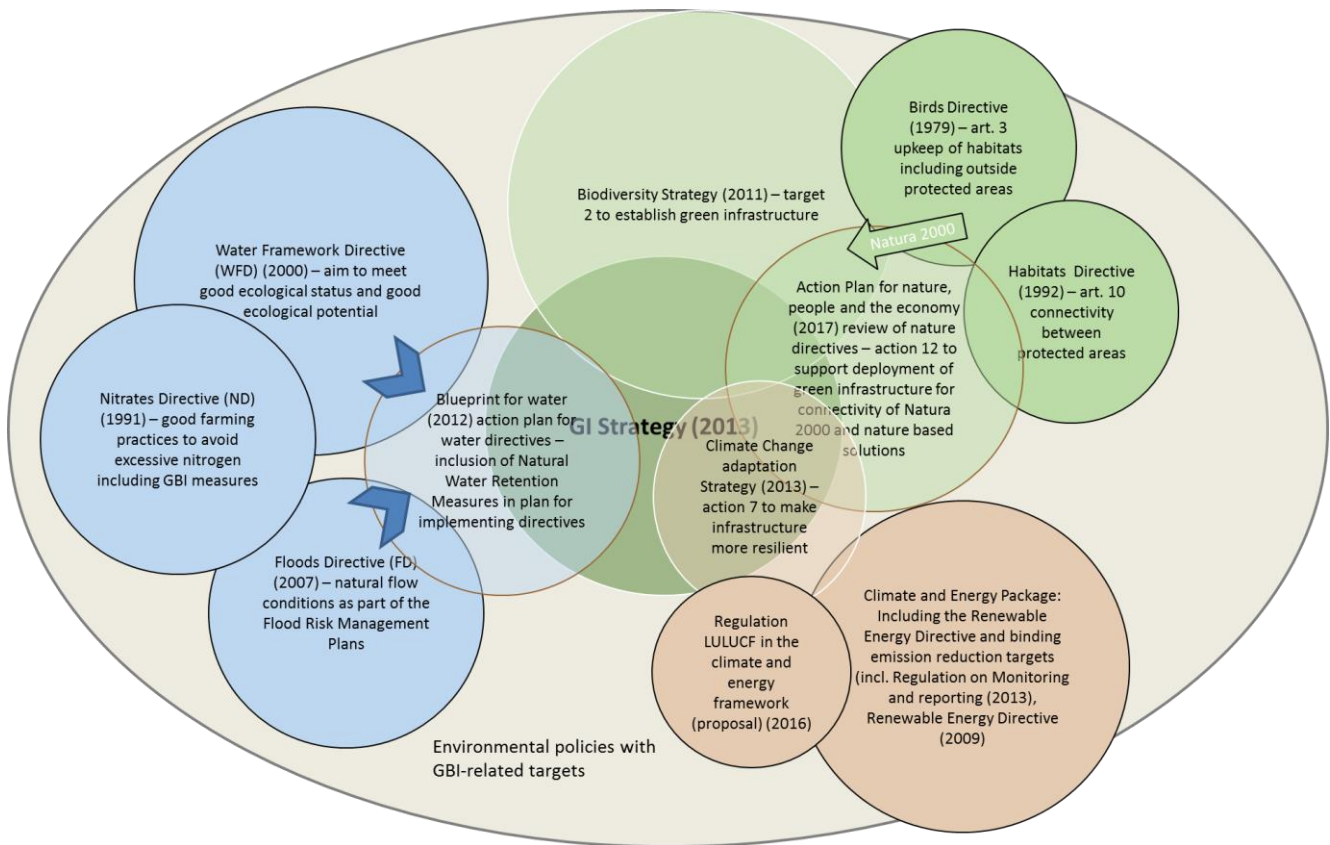 Birds Directive
(1979) – art. 3
upkeep of habitats
including outside
protected areas
Biodiversity Strategy (2011) – target
2 to establish green infrastructure
Natura 2000
Water Framework Directive
(WFD) (2000) – aim to meet
good ecological status and good
ecological potential
Habitats Directive
(1992) – art. 10
connectivity
between
protected areas
Action Plan for nature,
people and the economy
(2017) review of nature
directives – action 12 to
support deployment of
green infrastructure for
connectivity of Natura
2000 and nature based
solutions
Nitrates Directive (ND)
(1991) – good farming
practices to avoid
excessive nitrogen
including GBI measures
Blueprint for water
(2012) action plan for
water directives –
inclusion of Natural
Water Retention
Measures in plan for
implementing directives
GI Strategy (2013)
Climate Change
adaptation
Strategy (2013) –
action 7 to make
infrastructure
more resilient
Floods Directive (FD)
(2007) – natural flow
conditions as part of the
Flood Risk Management
Plans
Regulation
LULUCF in the
climate and
energy
framework
(proposal) (2016)
Climate and Energy Package:
Including the Renewable
Energy Directive and binding
emission reduction targets
(incl. Regulation on Monitoring
and reporting (2013),
Renewable Energy Directive
(2009)
Environmental policies with
GBI-related targets